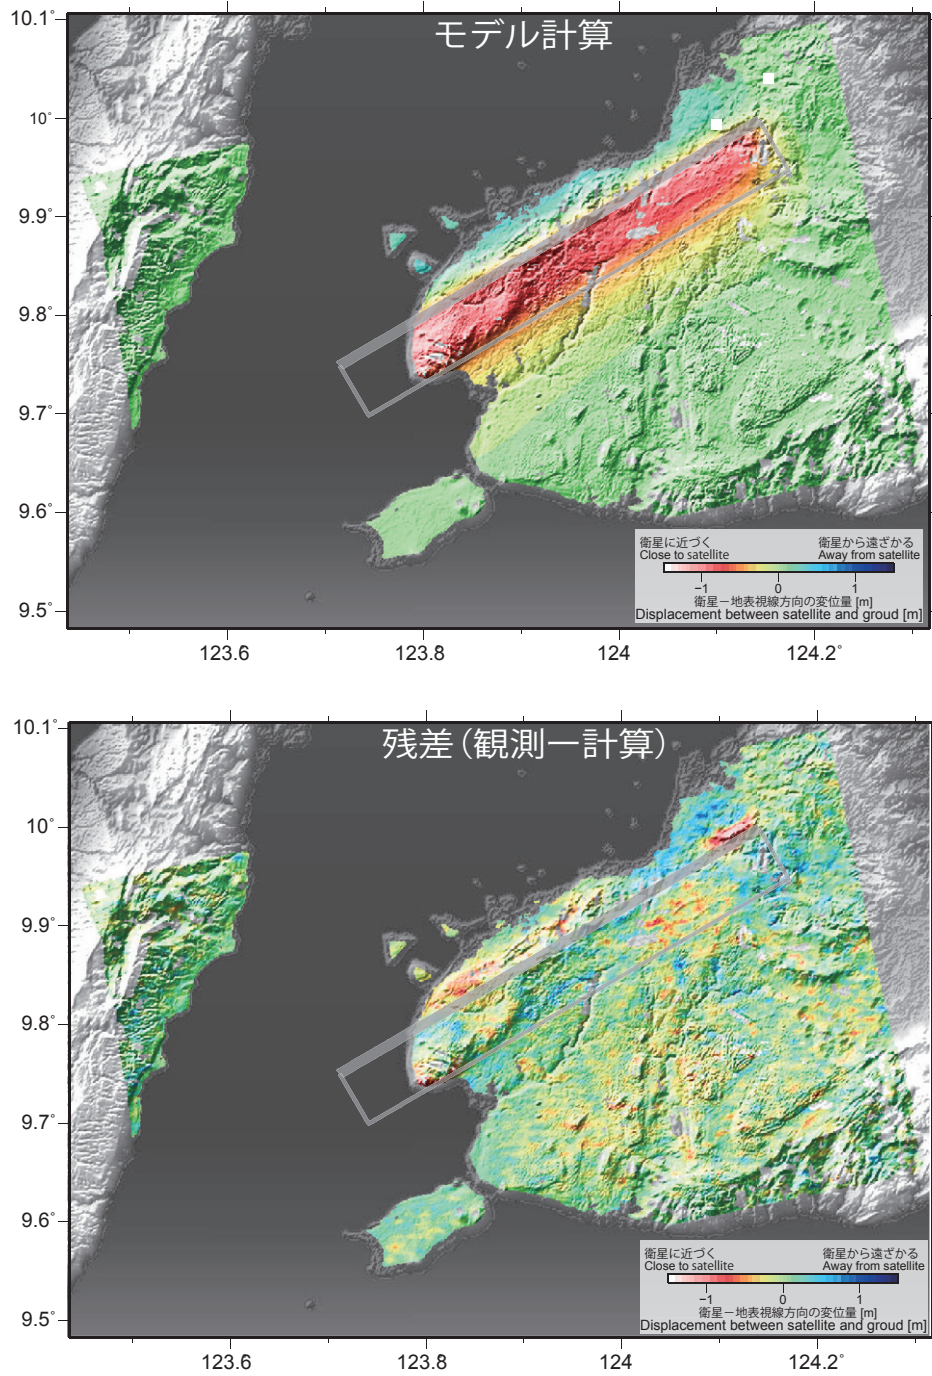 モデル計算
10.1°
10°
9.9°
9.8°
9.7°
9.6°
9.5°
衛星に近づく 衛星から遠ざかる
Close to satellite Away from satellite
−1 0 1
衛星－地表視線方向の変位量 [m]
Displacement between satellite and groud [m]
123.6 123.8 124 124.2°
残差（観測ー計算）
10.1°
10°
9.9°
9.8°
9.7°
9.6°
9.5°
衛星に近づく 衛星から遠ざかる
Close to satellite Away from satellite
−1 0 1
衛星－地表視線方向の変位量 [m]
Displacement between satellite and groud [m]
123.6 123.8 124 124.2°